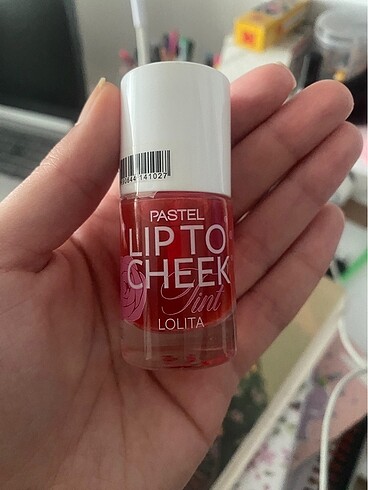 PASTEL
LIP TO
CHEEK
Tint
LOLITA